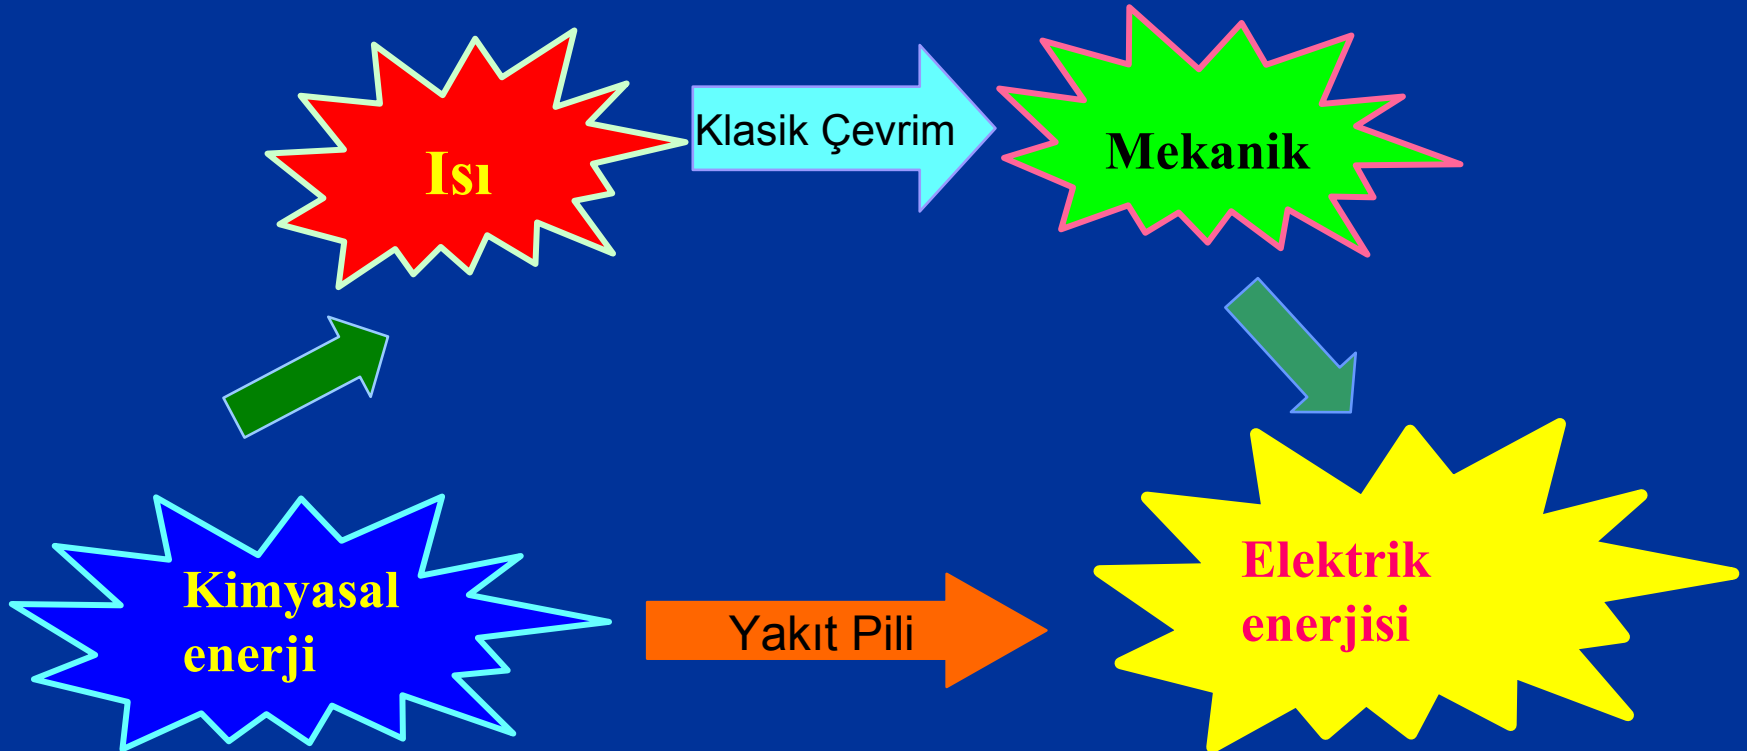 Isı
Klasik Çevrim
Mekanik
Kimyasal
enerji
Yakıt Pili
Elektrik
enerjisi